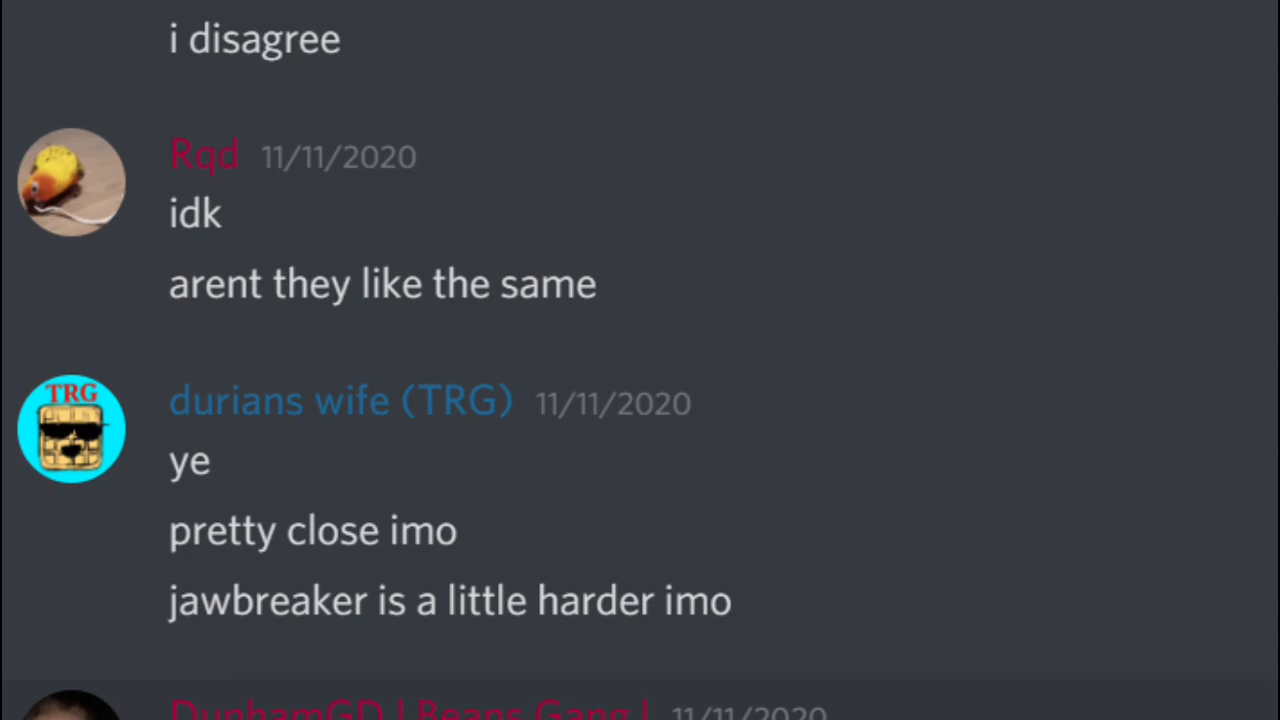 i disagree
Rqd 11/11/2020
idk
arent they like the same
TRG
durians wife (TRG) 11/11/2020
ye
pretty close imo
jawbreaker is a little harder imo
DunhamGD | Beans Gang | 11/11/2020